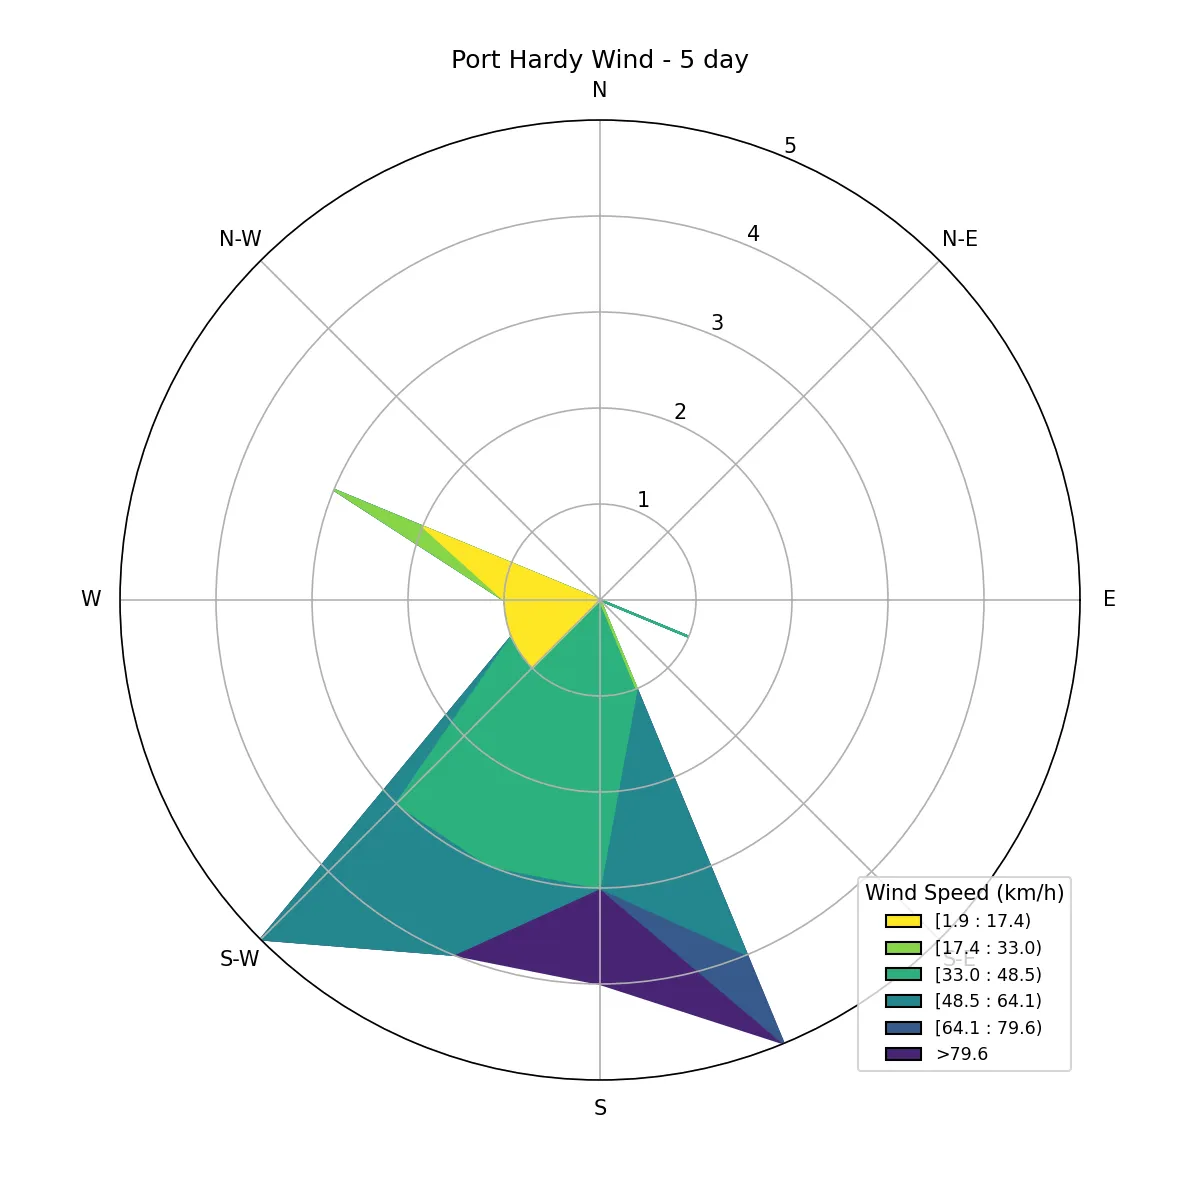 Port Hardy Wind - 5 day
N
5
N-W
4
N-E
3
2
1
W
E
S-W
S-E
S
Wind Speed (km/h)
[1.9 : 17.4)
[17.4 : 33.0)
[33.0 : 48.5)
[48.5 : 64.1)
[64.1 : 79.6)
>79.6